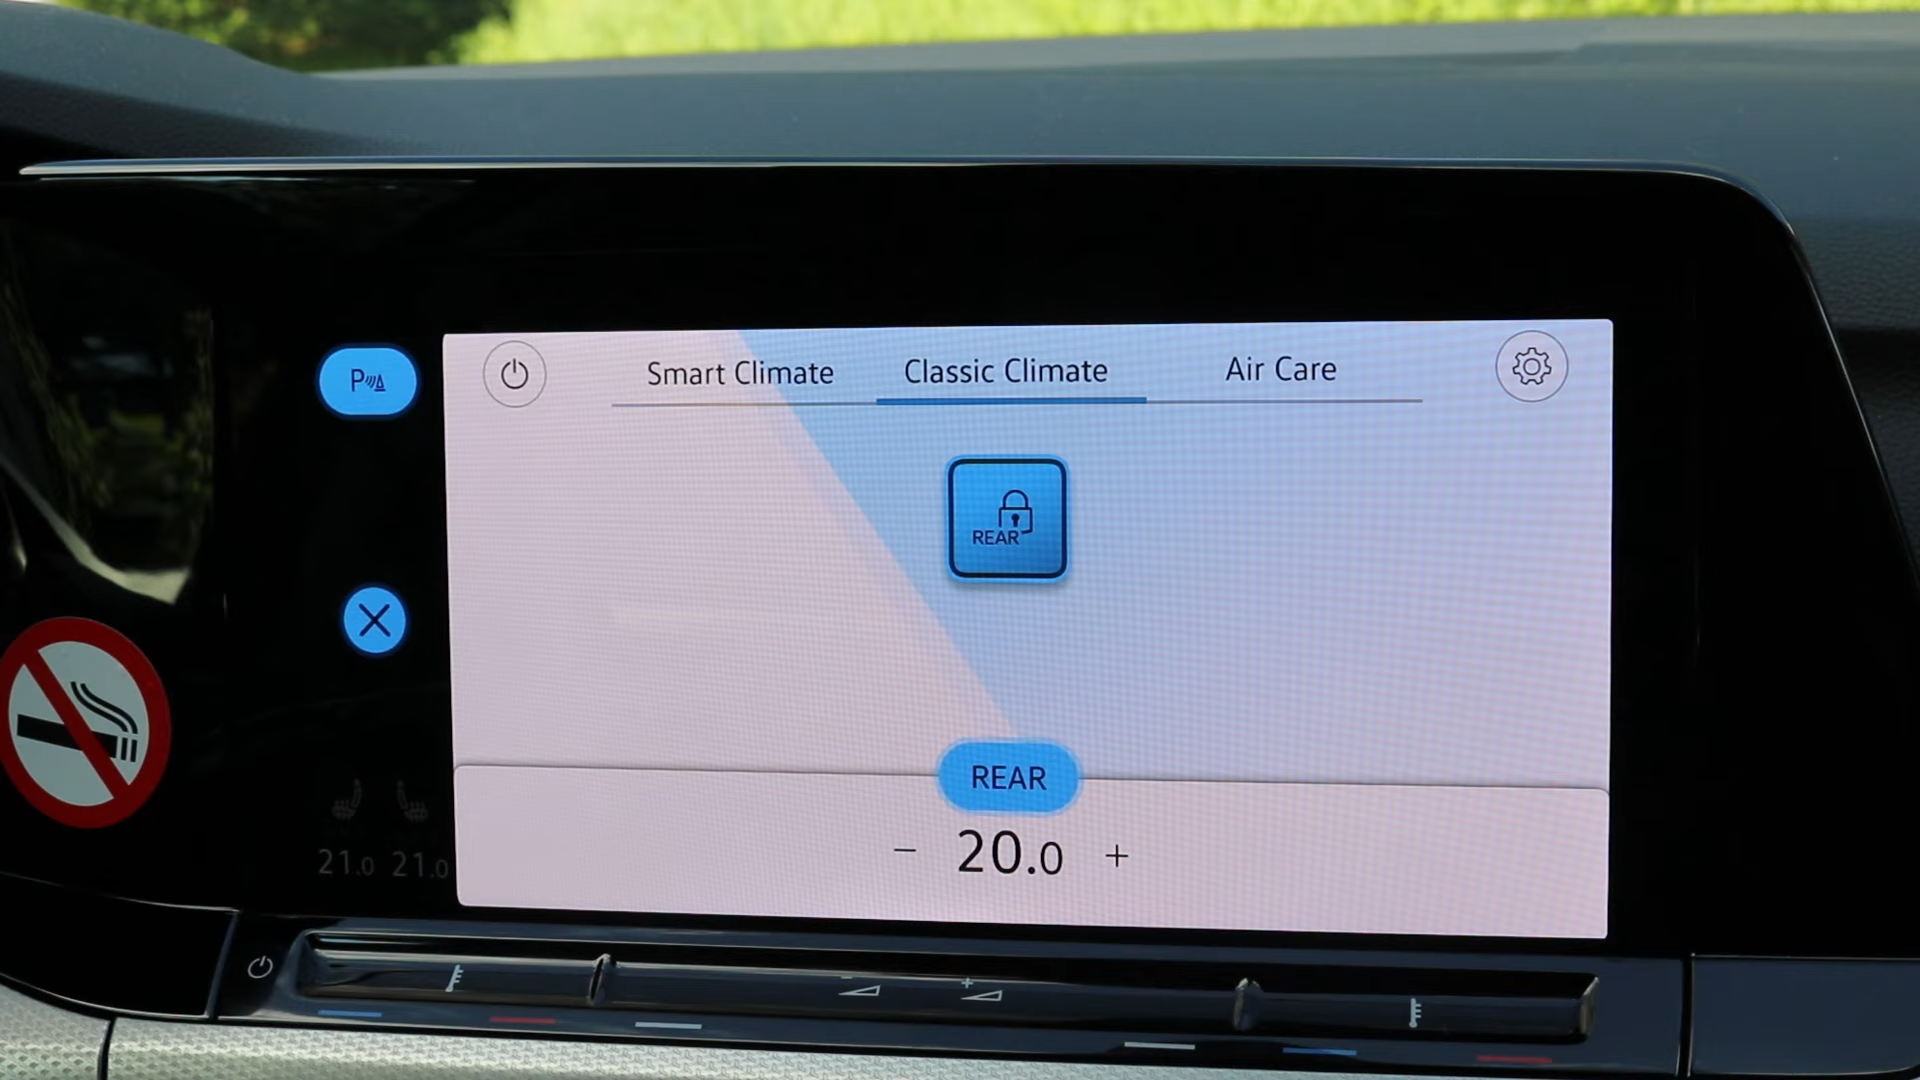 Smart Climate Classic Climate Air Care
P
REAR
REAR
- 20.0 +
21.0 21.0